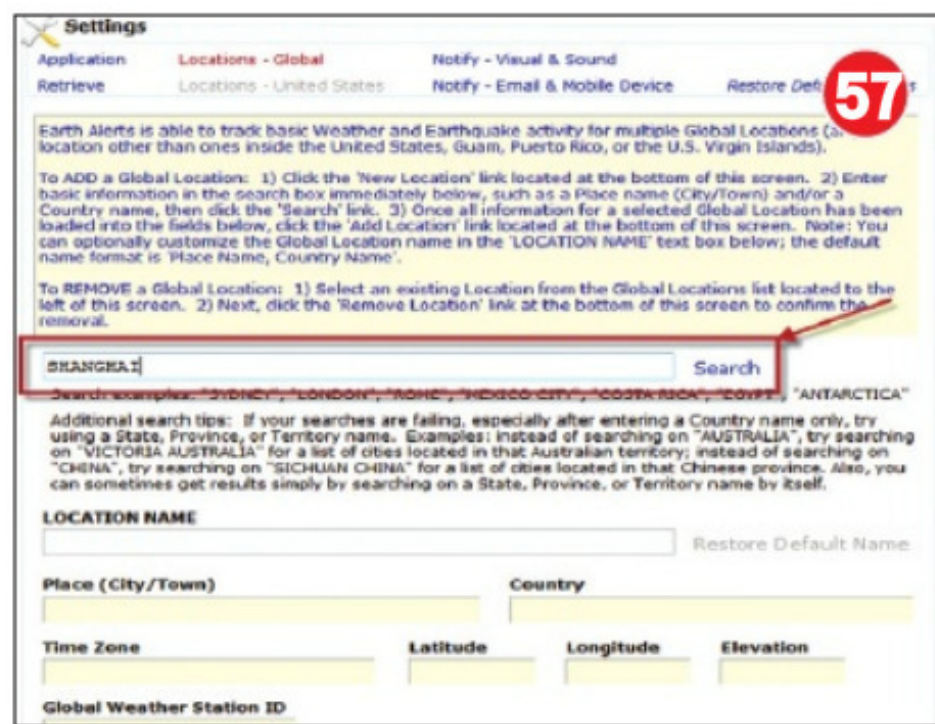 Settings
Application Locations - Global Notify - Visual & Sound
Retrieve Locations - United States Notify - Email & Mobile Device Restore
57
Earth Alerts is able to track basic Weather and Earthquake activity for multiple Global Locations
location other than ones inside the United States, Guam, Puerto Rico, or the U.S. Virgin Islands).
To ADD a Global Location: 1) Click the 'New Location' link located at the bottom of this screen. 2) Enter
basic information in the search box immediately below, such as a Place name (City/Town) and/or a
Country name, then click the 'Search' link. 3) Once all information for a selected Global Location has been
loaded into the fields below, click the 'Add Location' link located at the bottom of this screen. Note: You
can optionally customize the Global Location name in the 'LOCATION NAME' text box below; the default
name format is 'Place Name, Country Name'.
To REMOVE a Global Location: 1) Select an existing Location from the Global Locations list located to the
left of this screen. 2) Next, click the 'Remove Location' link at the bottom of this screen to confirm the
removal.
SHANGHAI Search
Search examples: "SYDNEY", "LONDON", "ROME", "MEXICO CITY", "COSTA RICA", "EGYPT", "ANTARCTICA"
Additional search tips: If your searches are failing, especially after entering a Country name only, try
using a State, Province, or Territory name. Examples: instead of searching on "AUSTRALIA", try searching
on "VICTORIA AUSTRALIA" for a list of cities located in that Australian territory; instead of searching on
"CHINA", try searching on "SICHUAN CHINA" for a list of cities located in that Chinese province. Also, you
can sometimes get results simply by searching on a State, Province, or Territory name by itself.
LOCATION NAME
Restore Default Name
Place (City/Town) Country
Time Zone Latitude Longitude Elevation
Global Weather Station ID